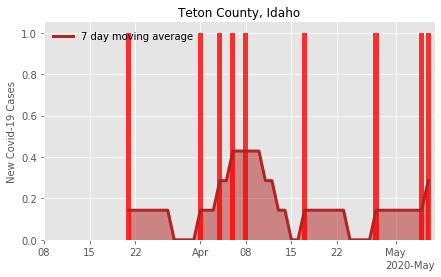 Teton County, Idaho
7 day moving average
New Covid-19 Cases
1.0
0.8
0.6
0.4
0.2
0.0
08 15 22 Apr 08 15 22 May
2020-May